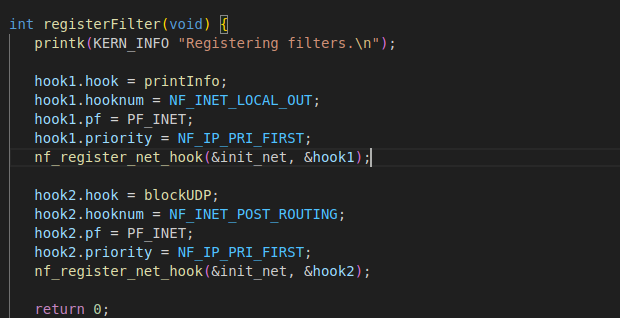 int registerFilter(void) {
printk(KERN_INFO "Registering filters.\n");
hook1.hook = printInfo;
hook1.hooknum = NF_INET_LOCAL_OUT;
hook1.pf = PF_INET;
hook1.priority = NF_IP_PRI_FIRST;
nf_register_net_hook(&init_net, &hook1);
hook2.hook = blockUDP;
hook2.hooknum = NF_INET_POST_ROUTING;
hook2.pf = PF_INET;
hook2.priority = NF_IP_PRI_FIRST;
nf_register_net_hook(&init_net, &hook2);
return 0;